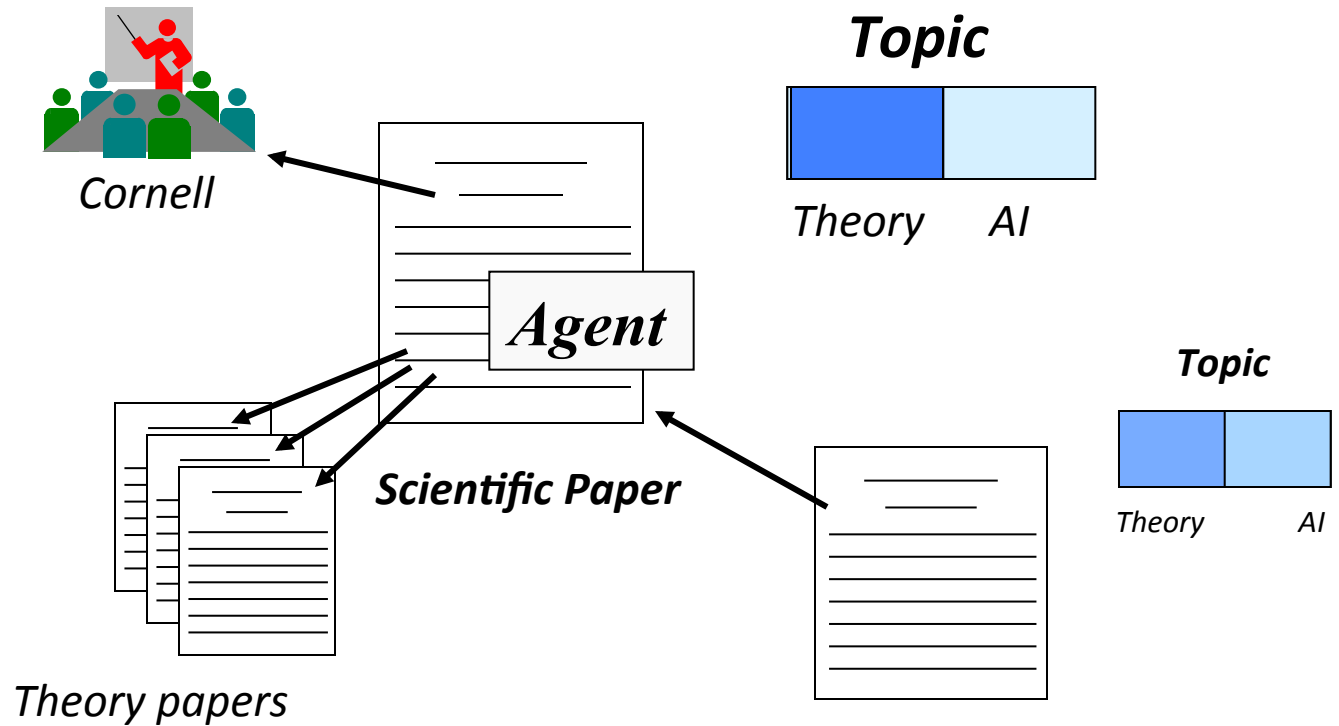 Topic
Cornell
Theory AI
Agent
Topic
Scientific Paper
Theory AI
Theory papers